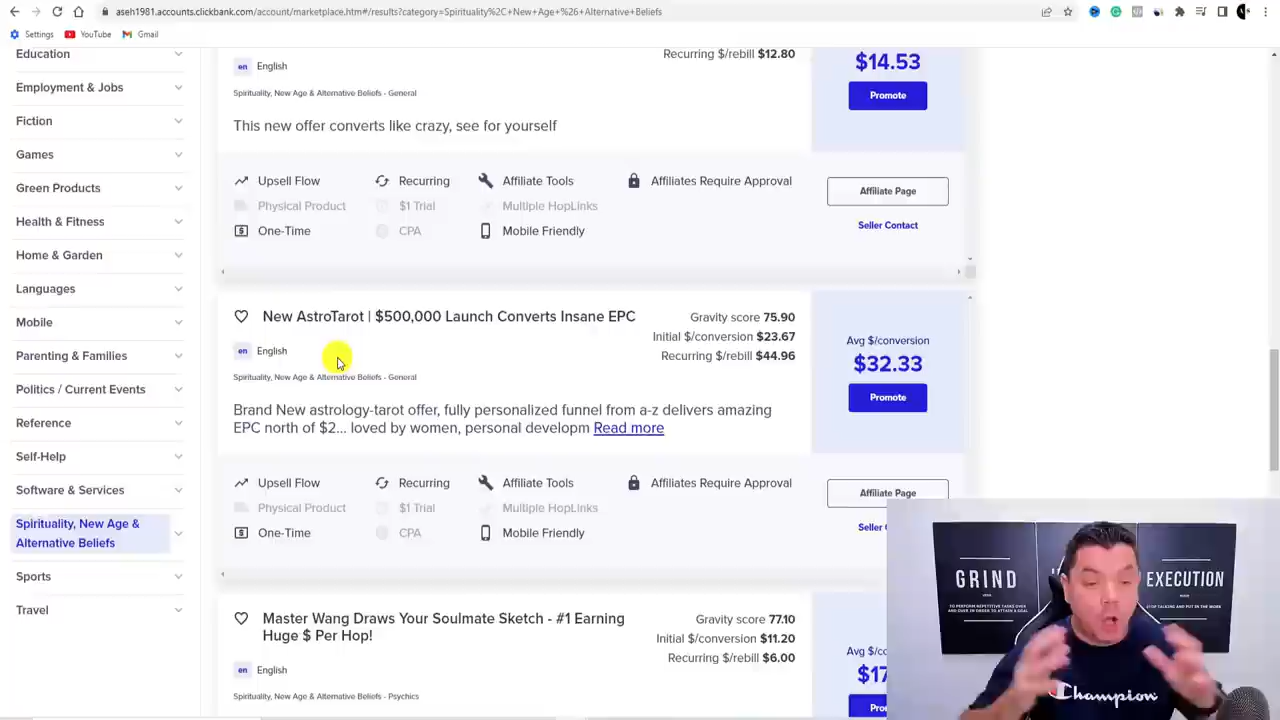 aseh1981.accounts.clickbank.com/account/marketplace.htm#/results?category=Spirituality%2C+New+Age+%26+Alternative+Beliefs
Settings
YouTube
Gmail
Education
Employment & Jobs
Fiction
Games
Green Products
Health & Fitness
Home & Garden
Languages
Mobile
Parenting & Families
Politics / Current Events
Reference
Self-Help
Software & Services
Spirituality, New Age &
Alternative Beliefs
Sports
Travel
Recurring $/rebill $12.80
$14.53
en English
Promote
Spirituality, New Age & Alternative Beliefs - General
This new offer converts like crazy, see for yourself
Upsell Flow Recurring Affiliate Tools Affiliates Require Approval
Physical Product $1 Trial Multiple HopLinks
One-Time CPA Mobile Friendly
Affiliate Page
Seller Contact
New AstroTarot | $500,000 Launch Converts Insane EPC
Gravity score 75.90
Initial $/conversion $23.67
Recurring $/rebill $44.96
en English
Spirituality, New Age & Alternative Beliefs - General
Avg $/conversion
$32.33
Promote
Brand New astrology-tarot offer, fully personalized funnel from a-z delivers amazing
EPC north of $2... loved by women, personal developm Read more
Upsell Flow Recurring Affiliate Tools Affiliates Require Approval
Physical Product $1 Trial Multiple HopLinks
One-Time CPA Mobile Friendly
Affiliate Page
Seller C
Master Wang Draws Your Soulmate Sketch - #1 Earning
Huge $ Per Hop!
Gravity score 77.10
Initial $/conversion $11.20
Recurring $/rebill $6.00
en English
Spirituality, New Age & Alternative Beliefs - Psychics
Avg $/co
$17
Pro
GRIND
EXECUTION
Champion